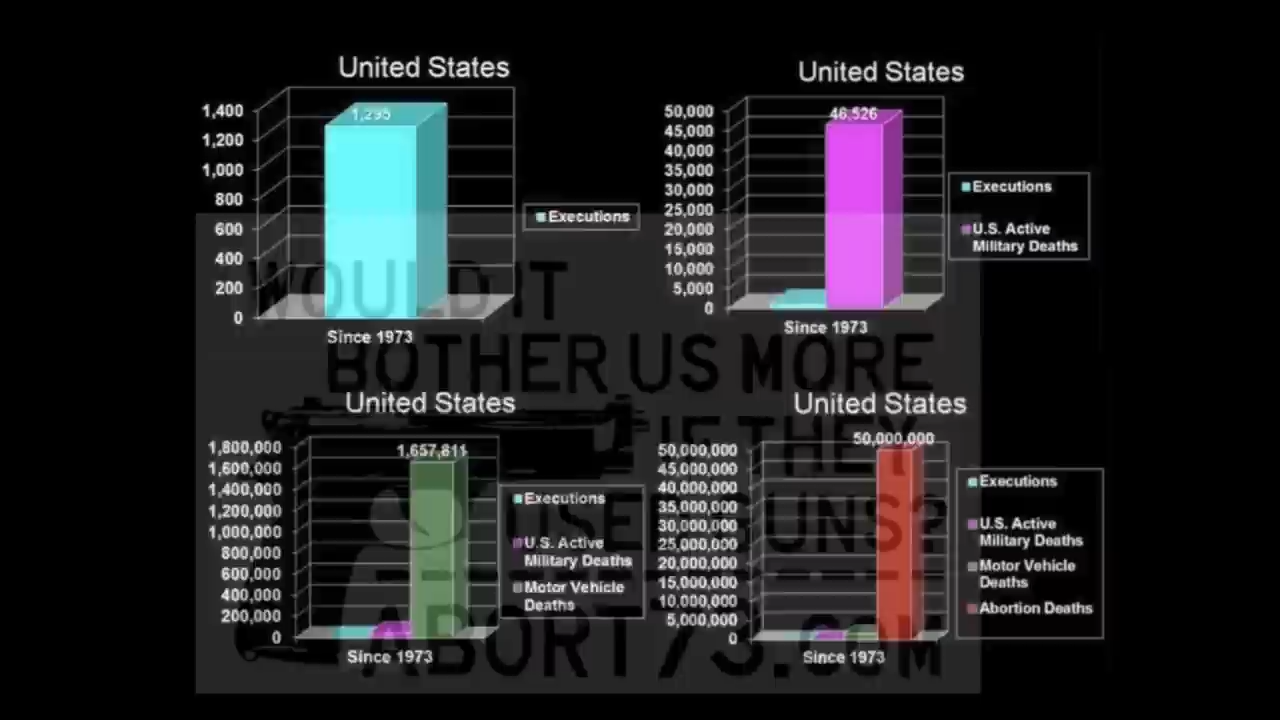 United States
1,400
1,200
1,000
800
600
400
200
0
1,295
Since 1973
Executions
United States
50,000
45,000
40,000
35,000
30,000
25,000
20,000
15,000
10,000
5,000
0
46,526
Since 1973
Executions
U.S. Active
Military Deaths
WOULD IT
BOTHER US MORE
IF THEY
USED GUNS?
ABORT73.COM
United States
1,800,000
1,600,000
1,400,000
1,200,000
1,000,000
800,000
600,000
400,000
200,000
0
1,657,811
Since 1973
Executions
U.S. Active
Military Deaths
Motor Vehicle
Deaths
United States
50,000,000
45,000,000
40,000,000
35,000,000
30,000,000
25,000,000
20,000,000
15,000,000
10,000,000
5,000,000
0
50,000,000
Since 1973
Executions
U.S. Active
Military Deaths
Motor Vehicle
Deaths
Abortion Deaths